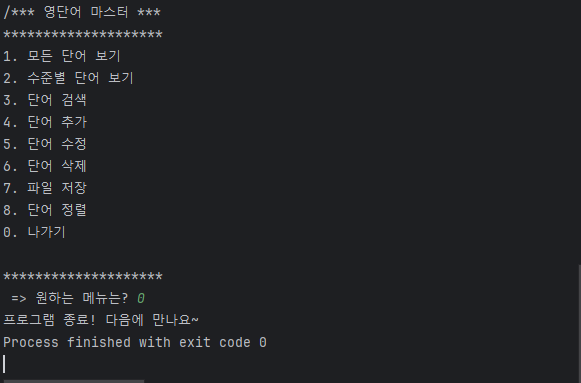 /*** 영단어 마스터 ***
********************
1. 모든 단어 보기
2. 수준별 단어 보기
3. 단어 검색
4. 단어 추가
5. 단어 수정
6. 단어 삭제
7. 파일 저장
8. 단어 정렬
0. 나가기
********************
=> 원하는 메뉴는? 0
프로그램 종료! 다음에 만나요~
Process finished with exit code 0